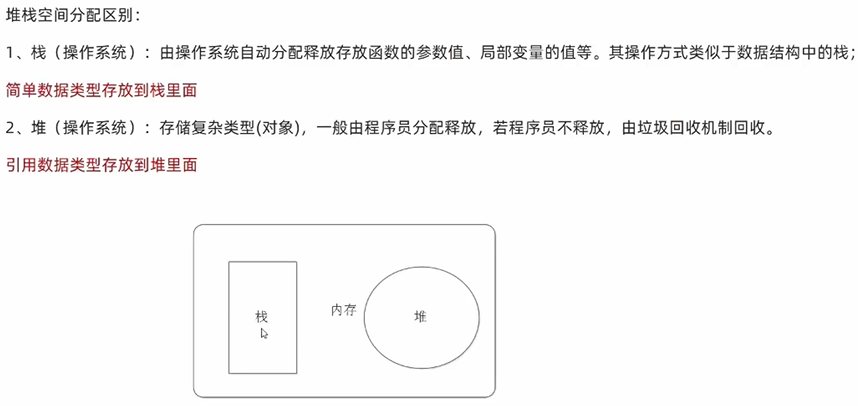 堆栈空间分配区别：
1、栈（操作系统）：由操作系统自动分配释放存放函数的参数值、局部变量的值等。其操作方式类似于数据结构中的栈；
简单数据类型存放到栈里面
2、堆（操作系统）：存储复杂类型(对象)，一般由程序员分配释放，若程序员不释放，由垃圾回收机制回收。
引用数据类型存放到堆里面
栈
内存
堆